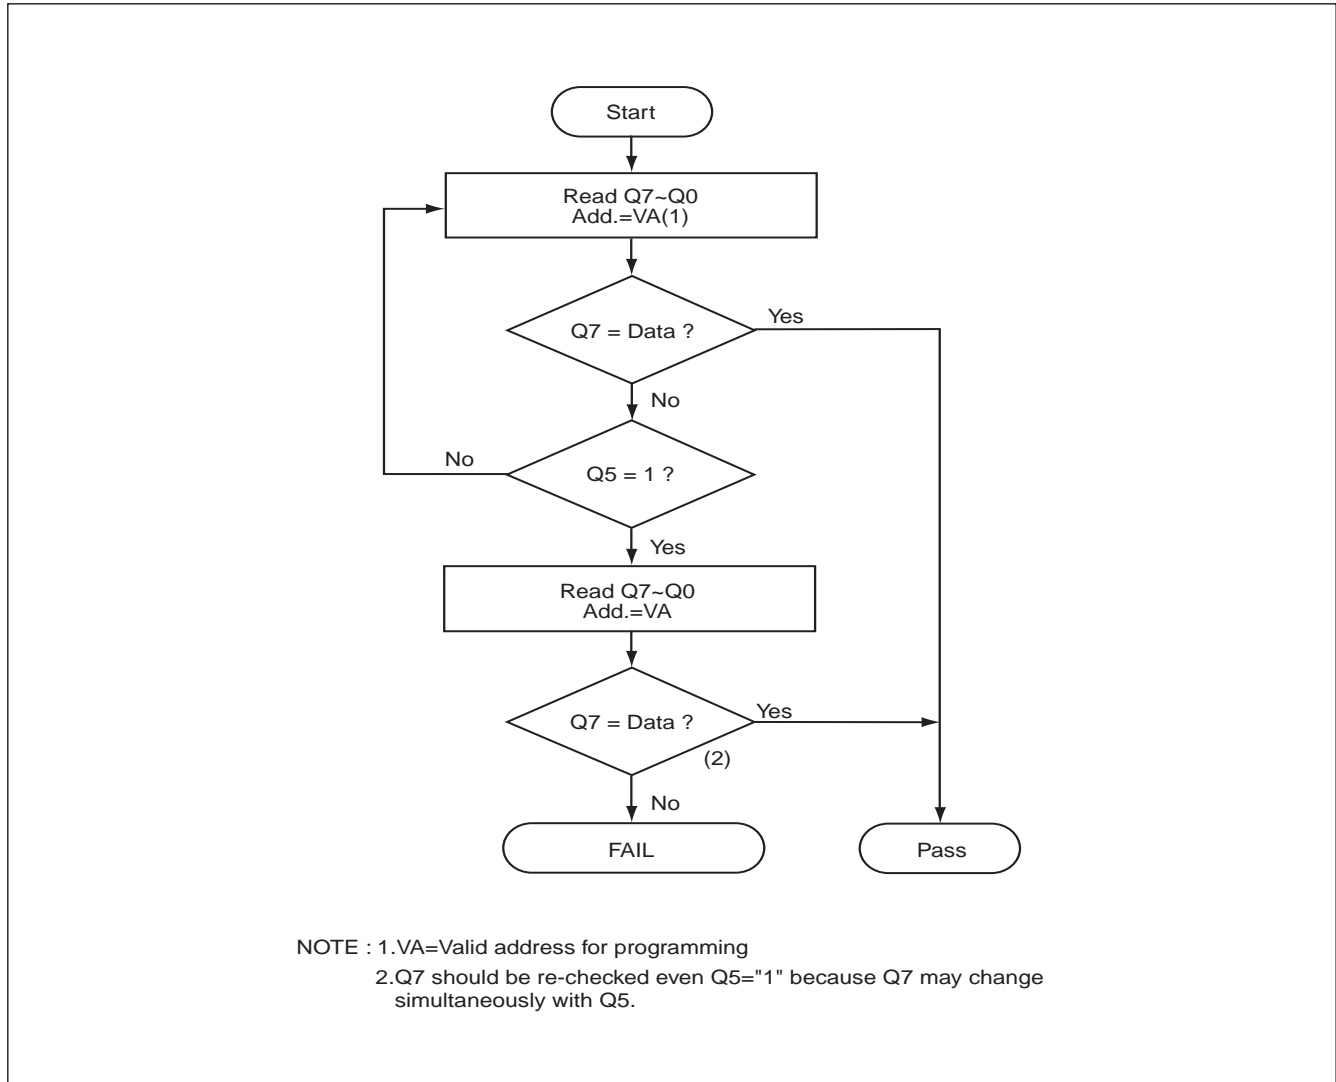 Start
Read Q7~Q0
Add.=VA(1)
Q7 = Data ?
Yes
No
No
Q5 = 1 ?
Yes
Read Q7~Q0
Add.=VA
Q7 = Data ?
Yes
(2)
No
FAIL
Pass
NOTE : 1.VA=Valid address for programming
2.Q7 should be re-checked even Q5="1" because Q7 may change
simultaneously with Q5.